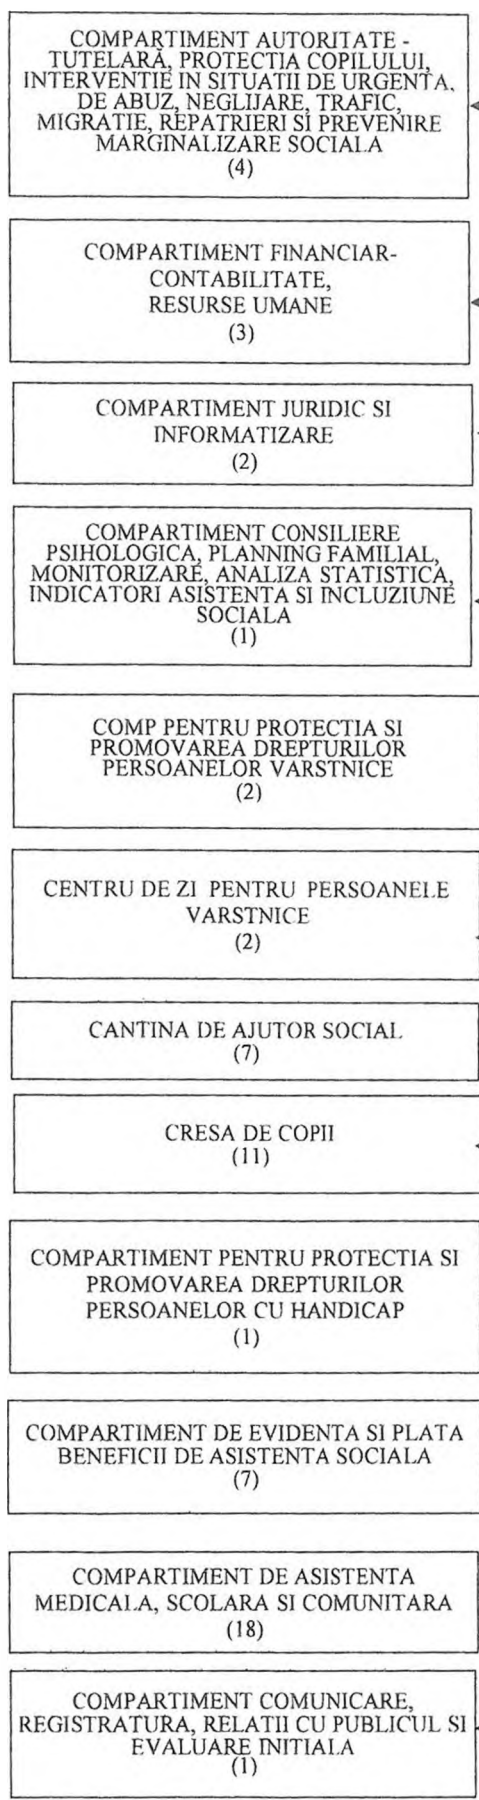 COMPARTIMENT AUTORITATE -
TUTELARĂ, PROTECTIA COPILULUI,
INTERVENTIE IN SITUATII DE URGENTA,
DE ABUZ, NEGLIJARE, TRAFIC,
MIGRATIE, REPATRIERI SI PREVENIRE
MARGINALIZARE SOCIALA
(4)
COMPARTIMENT FINANCIAR-
CONTABILITATE,
RESURSE UMANE
(3)
COMPARTIMENT JURIDIC SI
INFORMATIZARE
(2)
COMPARTIMENT CONSILIERE
PSIHOLOGICA, PLANNING FAMILIAL,
MONITORIZARE, ANALIZA STATISTICA,
INDICATORI ASISTENTA SI INCLUZIUNE
SOCIALA
(1)
COMP PENTRU PROTECTIA SI
PROMOVAREA DREPTURILOR
PERSOANELOR VARSTNICE
(2)
CENTRU DE ZI PENTRU PERSOANELE
VARSTNICE
(2)
CANTINA DE AJUTOR SOCIAL
(7)
CRESA DE COPII
(11)
COMPARTIMENT PENTRU PROTECTIA SI
PROMOVAREA DREPTURILOR
PERSOANELOR CU HANDICAP
(1)
COMPARTIMENT DE EVIDENTA SI PLATA
BENEFICII DE ASISTENTA SOCIALA
(7)
COMPARTIMENT DE ASISTENTA
MEDICALA, SCOLARA SI COMUNITARA
(18)
COMPARTIMENT COMUNICARE,
REGISTRATURA, RELATII CU PUBLICUL SI
EVALUARE INITIALA
(1)